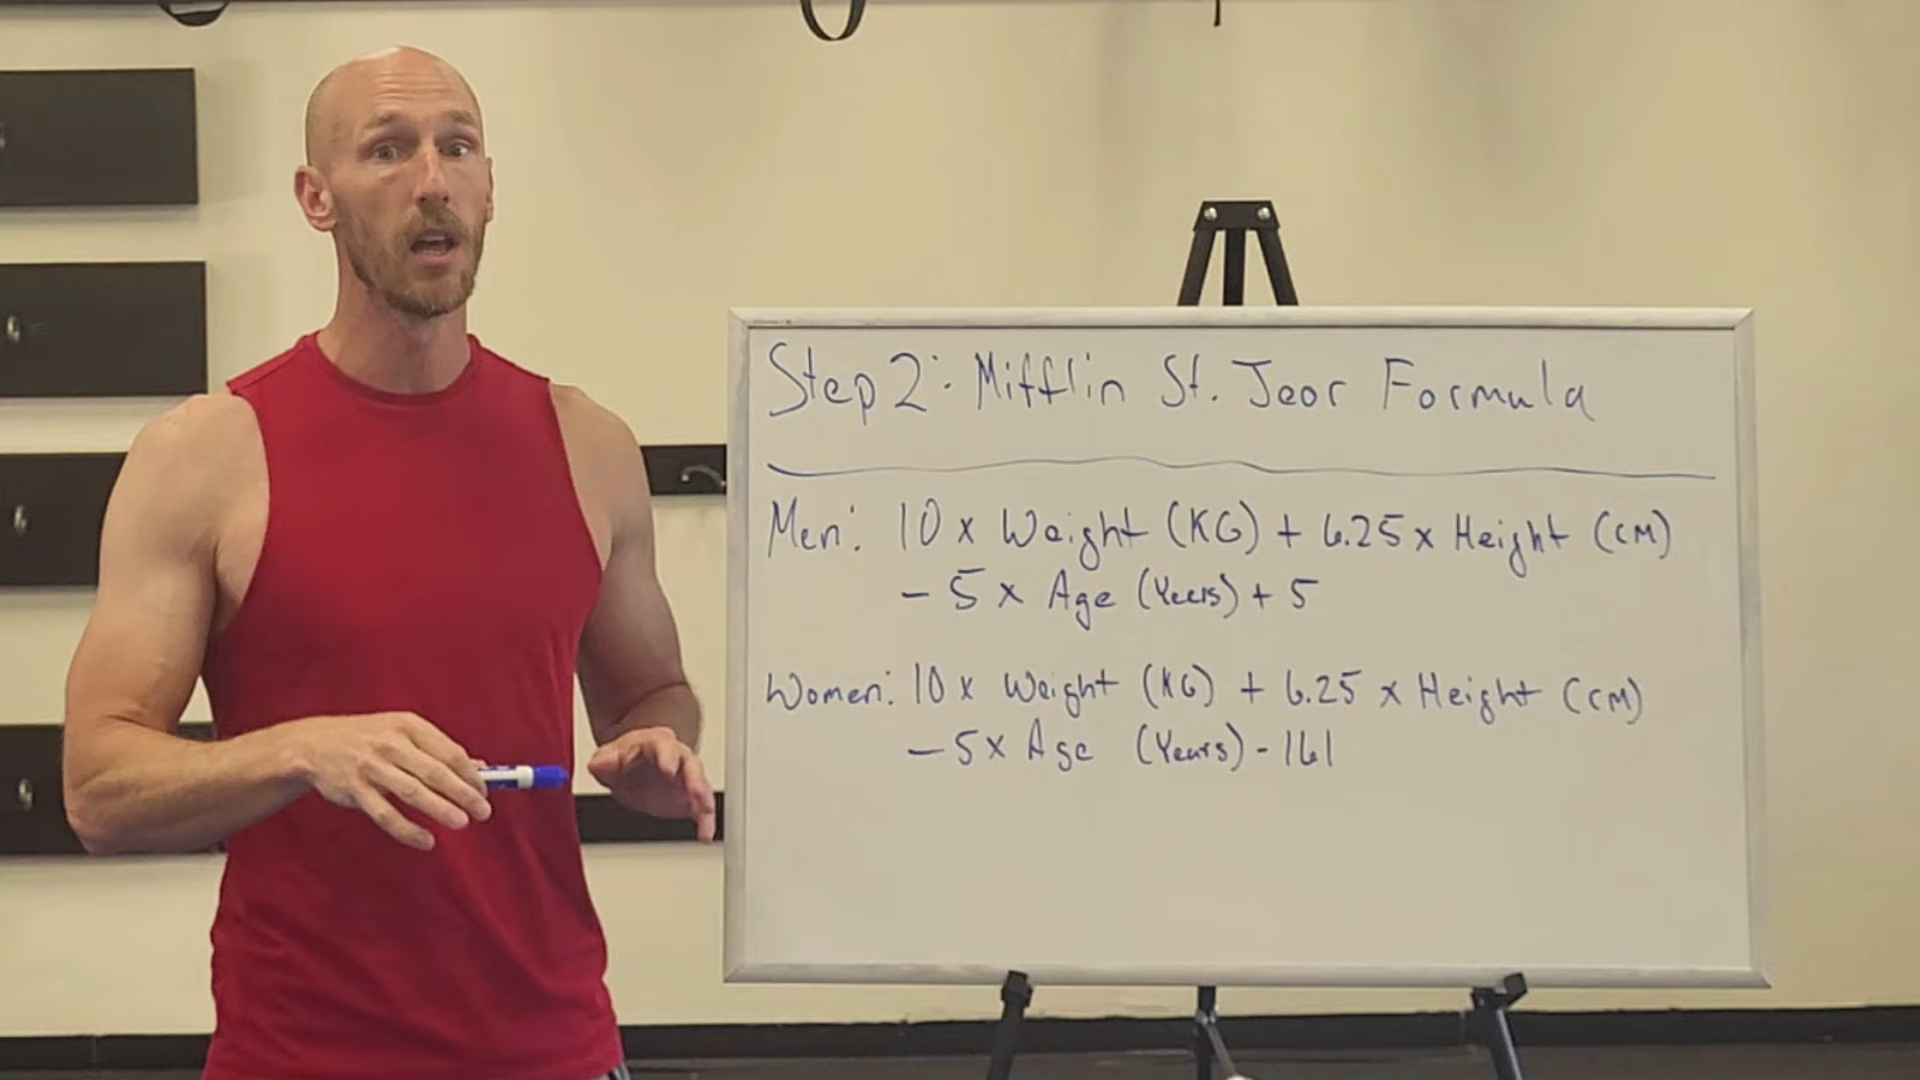 Step 2: Mifflin St. Jeor Formula
Men: 10 x Weight (KG) + 6.25 x Height (CM)
- 5 x Age (Years) + 5
Women: 10 x Weight (KG) + 6.25 x Height (CM)
- 5 x Age (Years) - 161